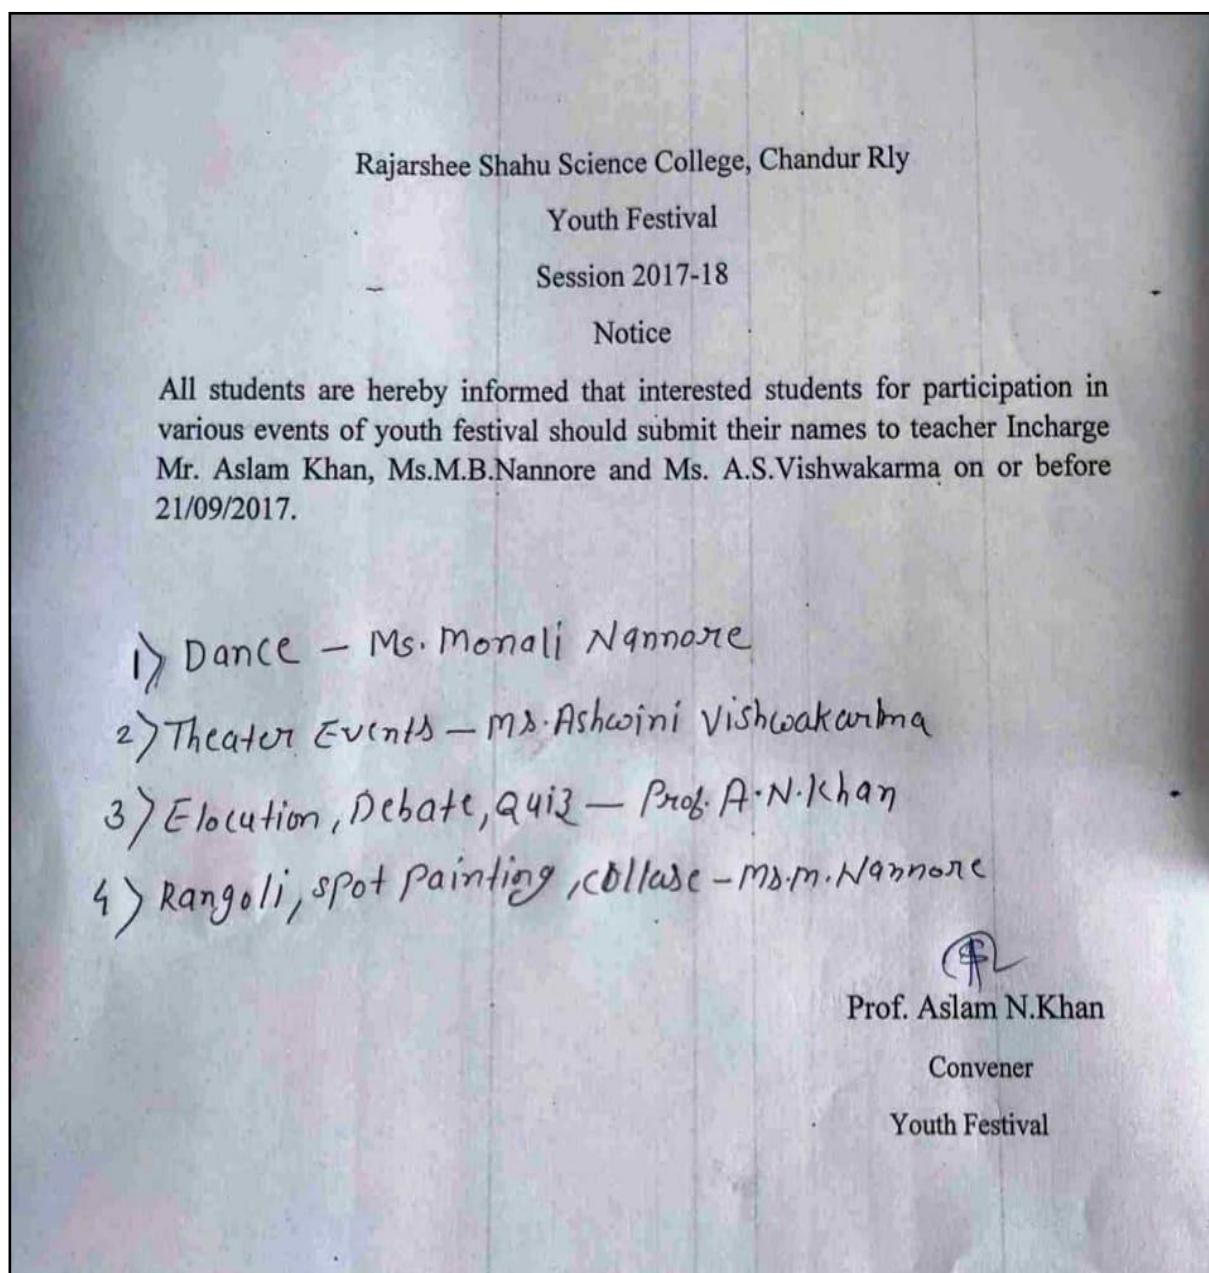 Rajarshee Shahu Science College, Chandur Rly
Youth Festival
Session 2017-18
Notice
All students are hereby informed that interested students for participation in
various events of youth festival should submit their names to teacher Incharge
Mr. Aslam Khan, Ms.M.B.Nannore and Ms. A.S.Vishwakarma on or before
21/09/2017.
1) Dance – Ms. Monali Nannore
2) Theater Events – Ms. Ashwini Vishwakarma
3) Elocution, Debate, Quiz – Prof. A.N.Khan
4) Rangoli, spot painting, collase – Ms.M. Nannore
Prof. Aslam N.Khan
Convener
Youth Festival